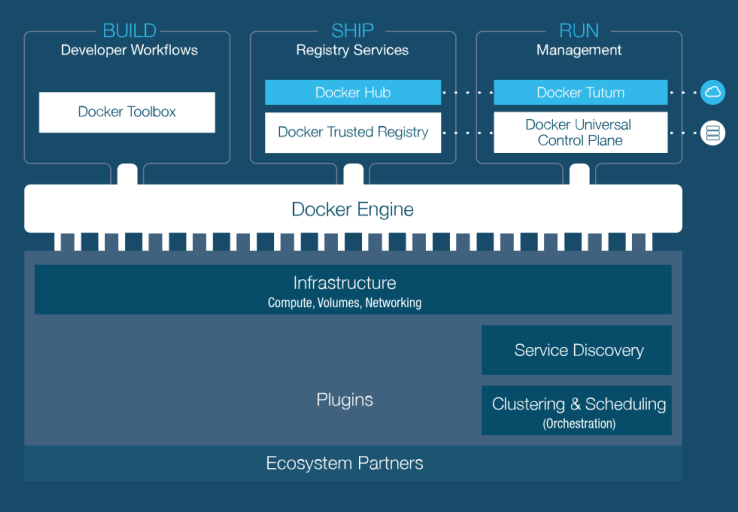 BUILD
Developer Workflows
Docker Toolbox
SHIP
Registry Services
Docker Hub
Docker Trusted Registry
RUN
Management
Docker Tutum
Docker Universal
Control Plane
Docker Engine
Infrastructure
Compute, Volumes, Networking
Service Discovery
Plugins
Clustering & Scheduling
(Orchestration)
Ecosystem Partners